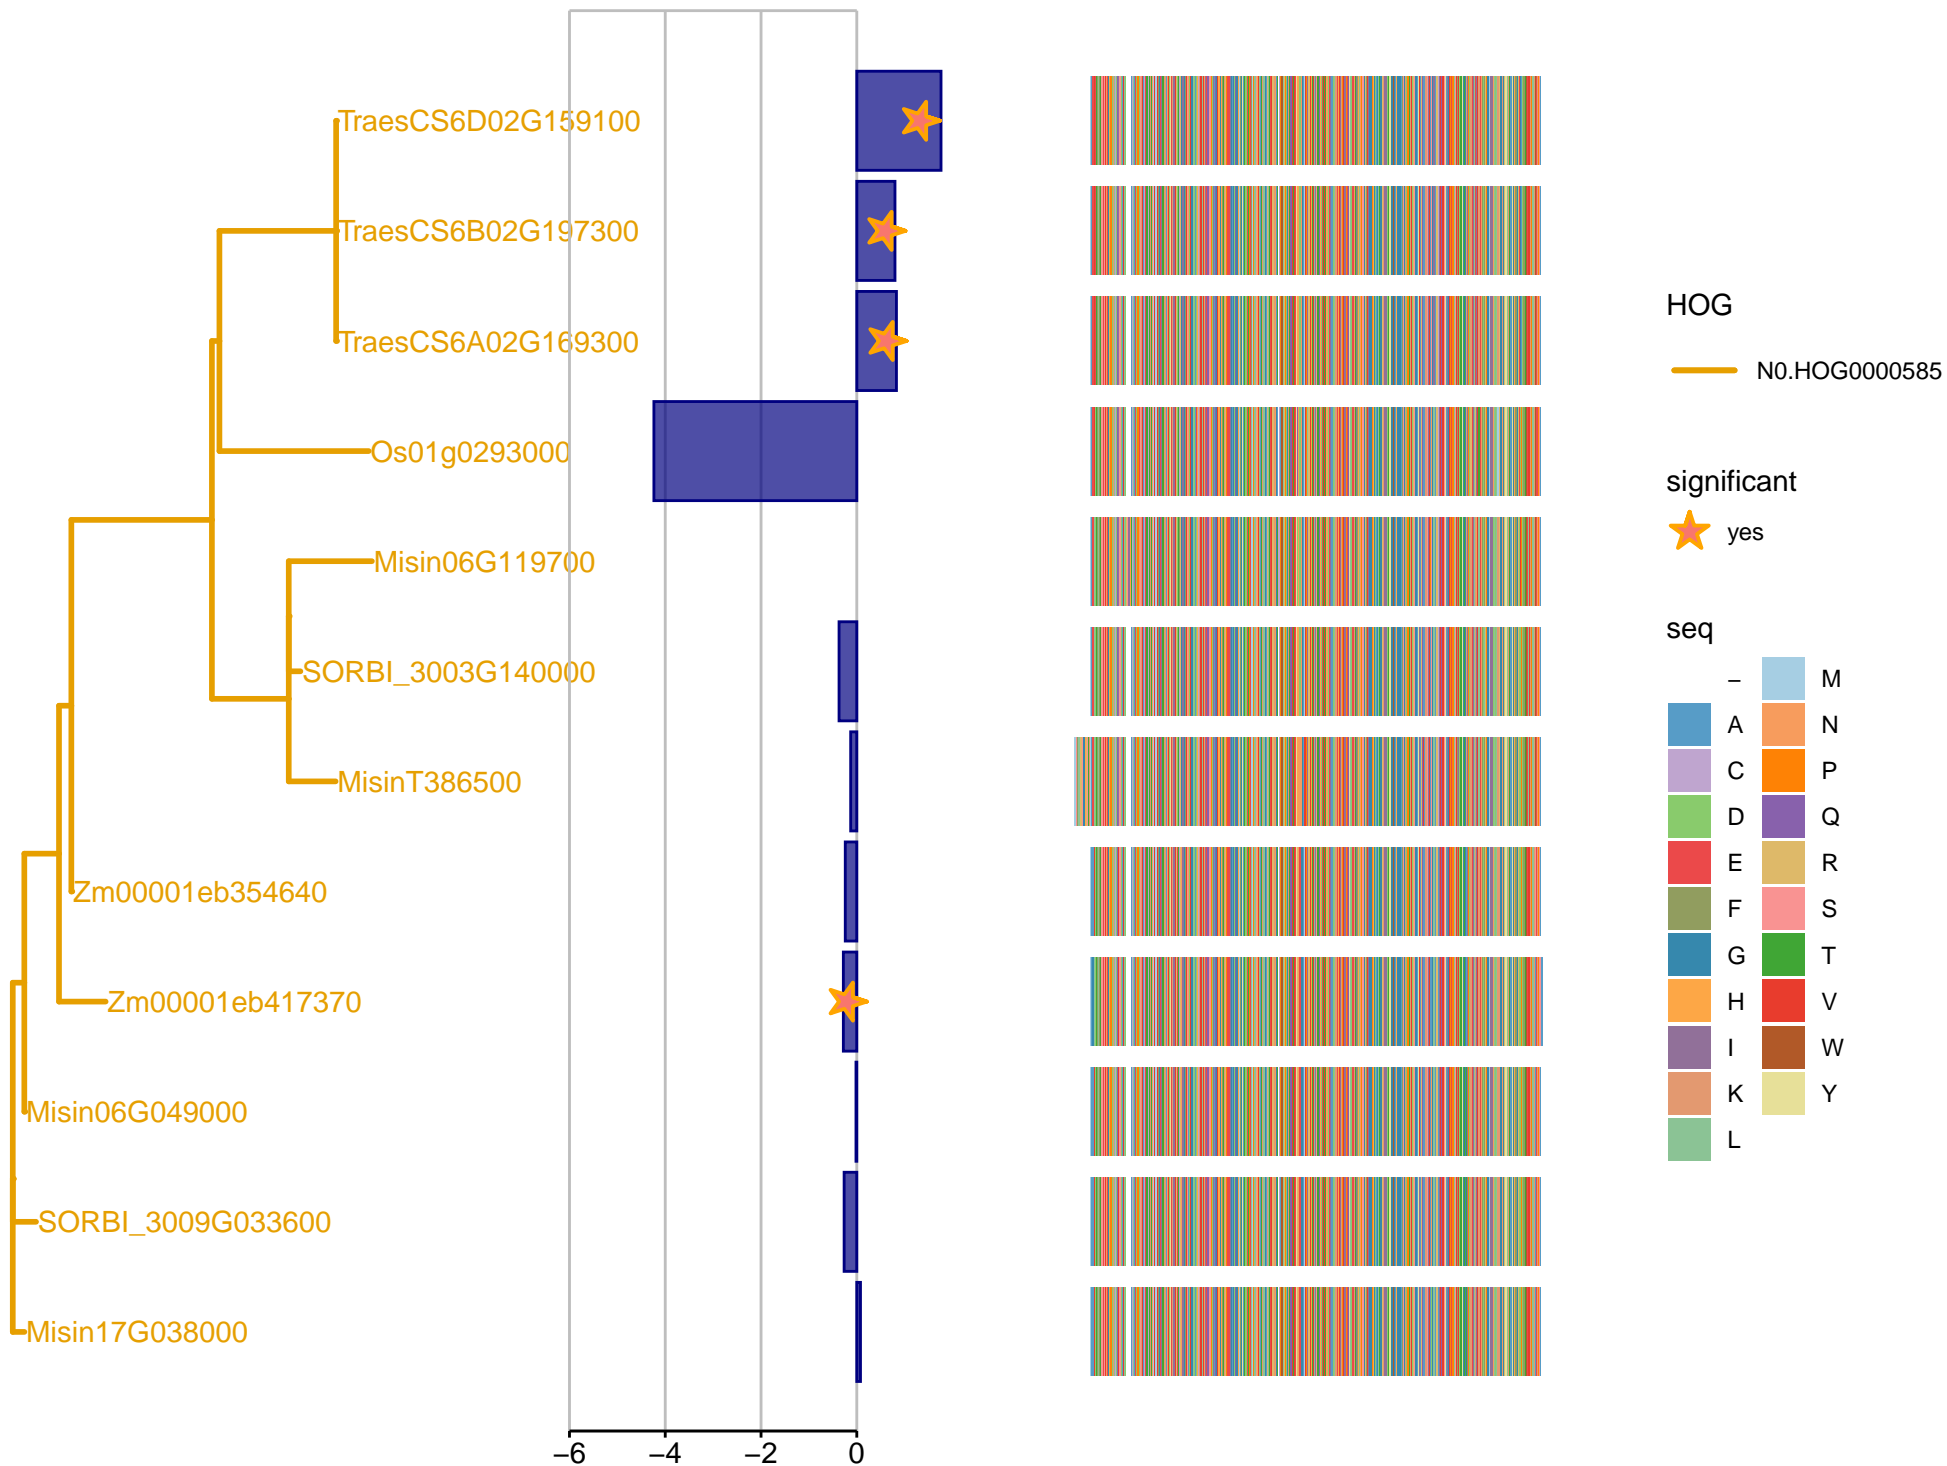 TraesCS6D02G159100
TraesCS6B02G197300
TraesCS6A02G169300
Os01g0293000
Misin06G119700
SORBI_3003G140000
MisinT386500
Zm00001eb354640
Zm00001eb417370
Misin06G049000
SORBI_3009G033600
Misin17G038000
−6 −4 −2 0
HOG
N0.HOG0000585
significant
yes
seq
– M
A N
C P
D Q
E R
F S
G T
H V
I W
K Y
L